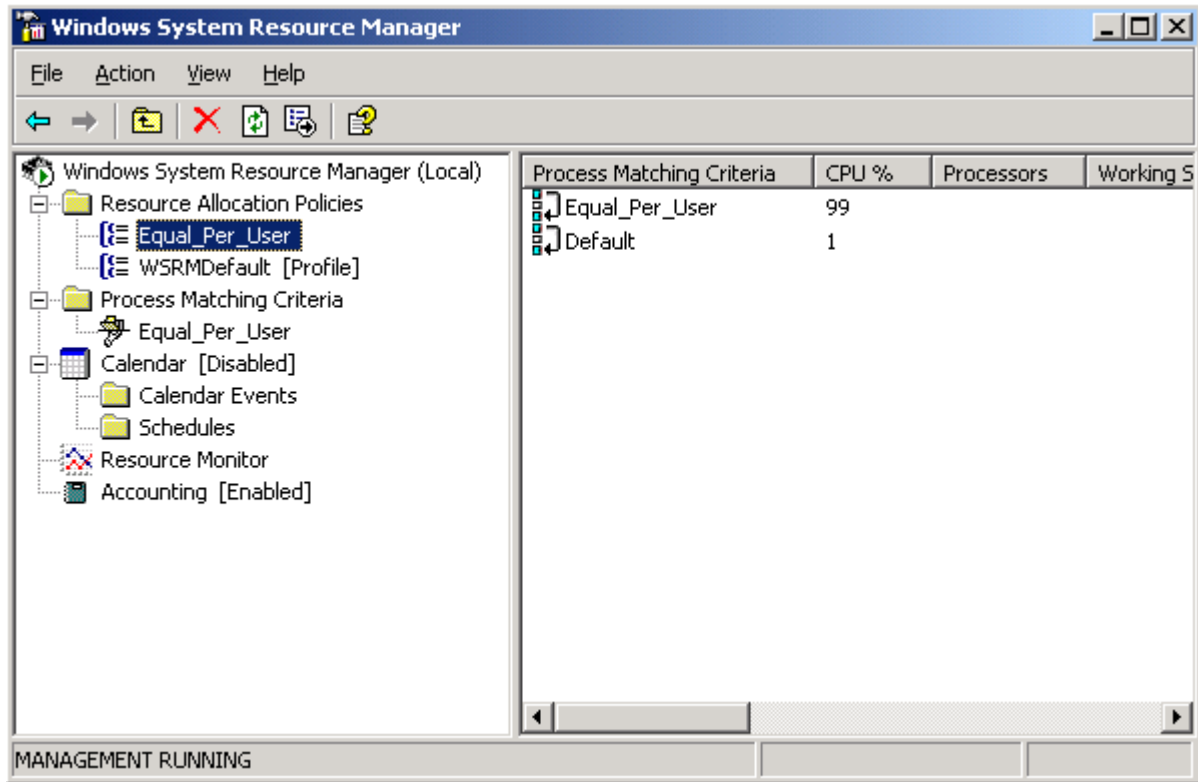 Windows System Resource Manager
File Action View Help
Windows System Resource Manager (Local)
Resource Allocation Policies
Equal_Per_User
WSRMDefault [Profile]
Process Matching Criteria
Equal_Per_User
Calendar [Disabled]
Calendar Events
Schedules
Resource Monitor
Accounting [Enabled]
Process Matching Criteria CPU % Processors Working S
Equal_Per_User 99
Default 1
MANAGEMENT RUNNING